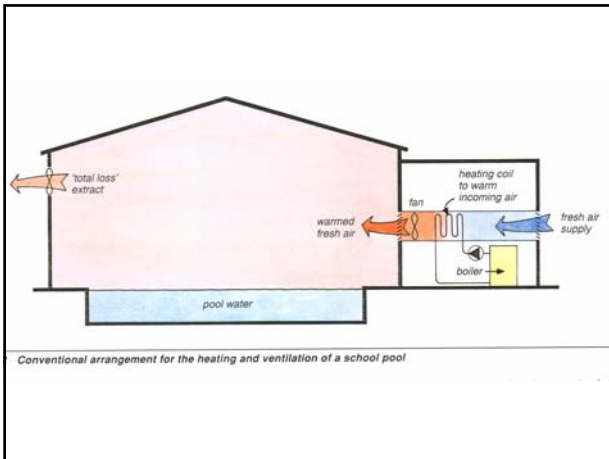 'total loss'
extract
heating coil
to warm
incoming air
fan
warmed
fresh air
fresh air
supply
boiler
pool water
Conventional arrangement for the heating and ventilation of a school pool